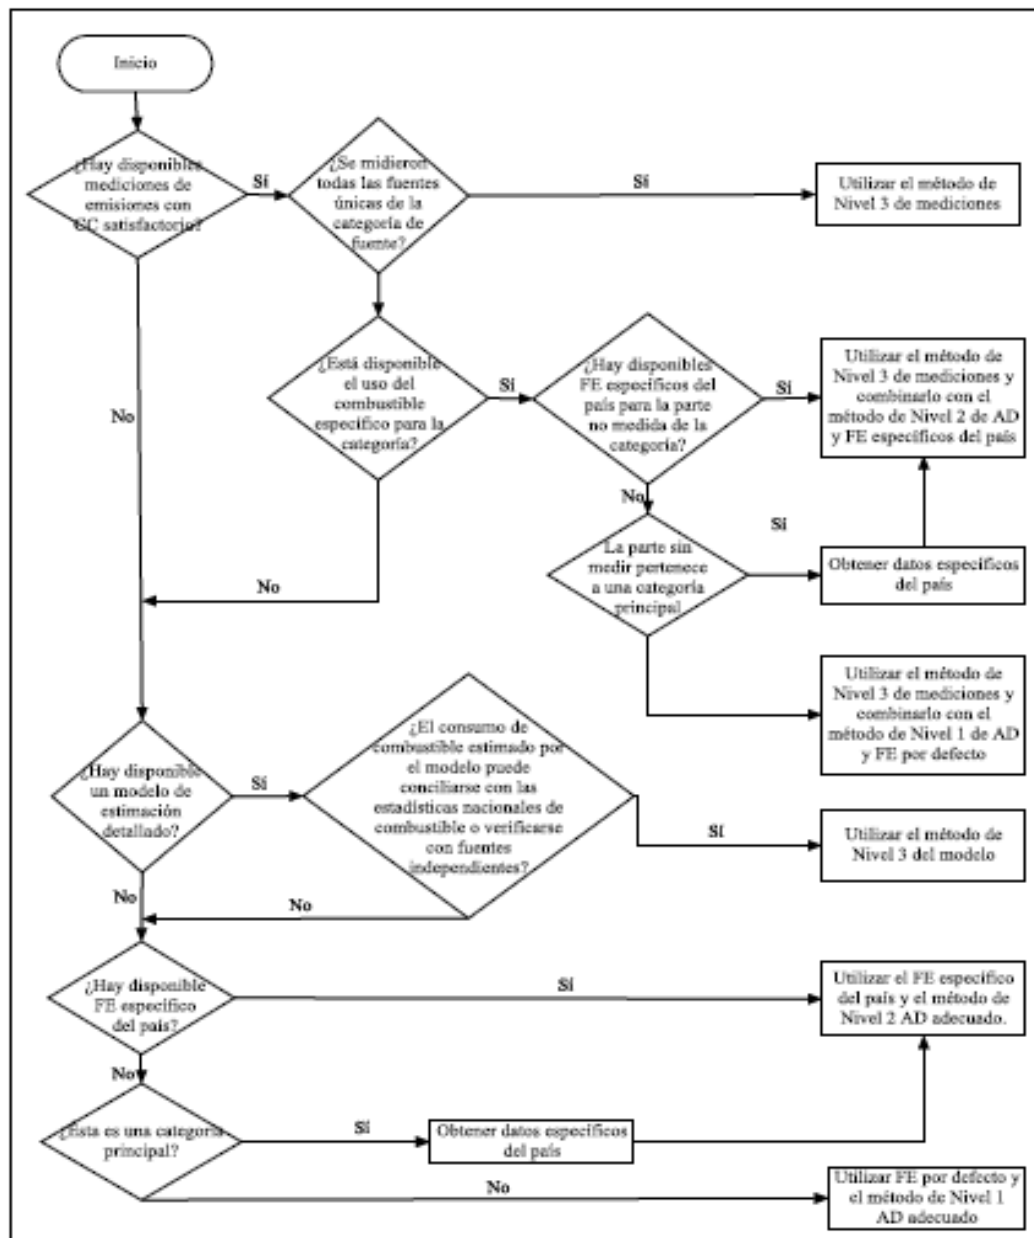 Inicio
¿Hay disponibles
mediciones de
emisiones con
CC satisfactorio?
Sí
¿Se midieron
todas las fuentes
únicas de la
categoría de
fuente?
Sí
Utilizar el método de
Nivel 3 de mediciones
No
¿Está disponible
el uso del
combustible
específico para la
categoría?
Sí
¿Hay disponibles
FE específicos del
país para la parte
no medida de la
categoría?
Sí
Utilizar el método de
Nivel 3 de mediciones y
combinarlo con el
método de Nivel 2 de AD
y FE específicos del país
No
La parte sin
medir pertenece
a una categoría
principal
Sí
Obtener datos específicos
del país
No
Utilizar el método de
Nivel 3 de mediciones y
combinarlo con el
método de Nivel 1 de AD
y FE por defecto
¿Hay disponible
un modelo de
estimación
detallado?
Sí
¿El consumo de
combustible estimado por
el modelo puede
conciliarse con las
estadísticas nacionales de
combustible o verificarse
con fuentes
independientes?
Sí
Utilizar el método de
Nivel 3 del modelo
No
No
¿Hay disponible
FE específico
del país?
Sí
Utilizar el FE específico
del país y el método de
Nivel 2 AD adecuado.
No
¿Ésta es una categoría
principal?
Sí
Obtener datos específicos
del país
No
Utilizar FE por defecto y
el método de Nivel 1
AD adecuado